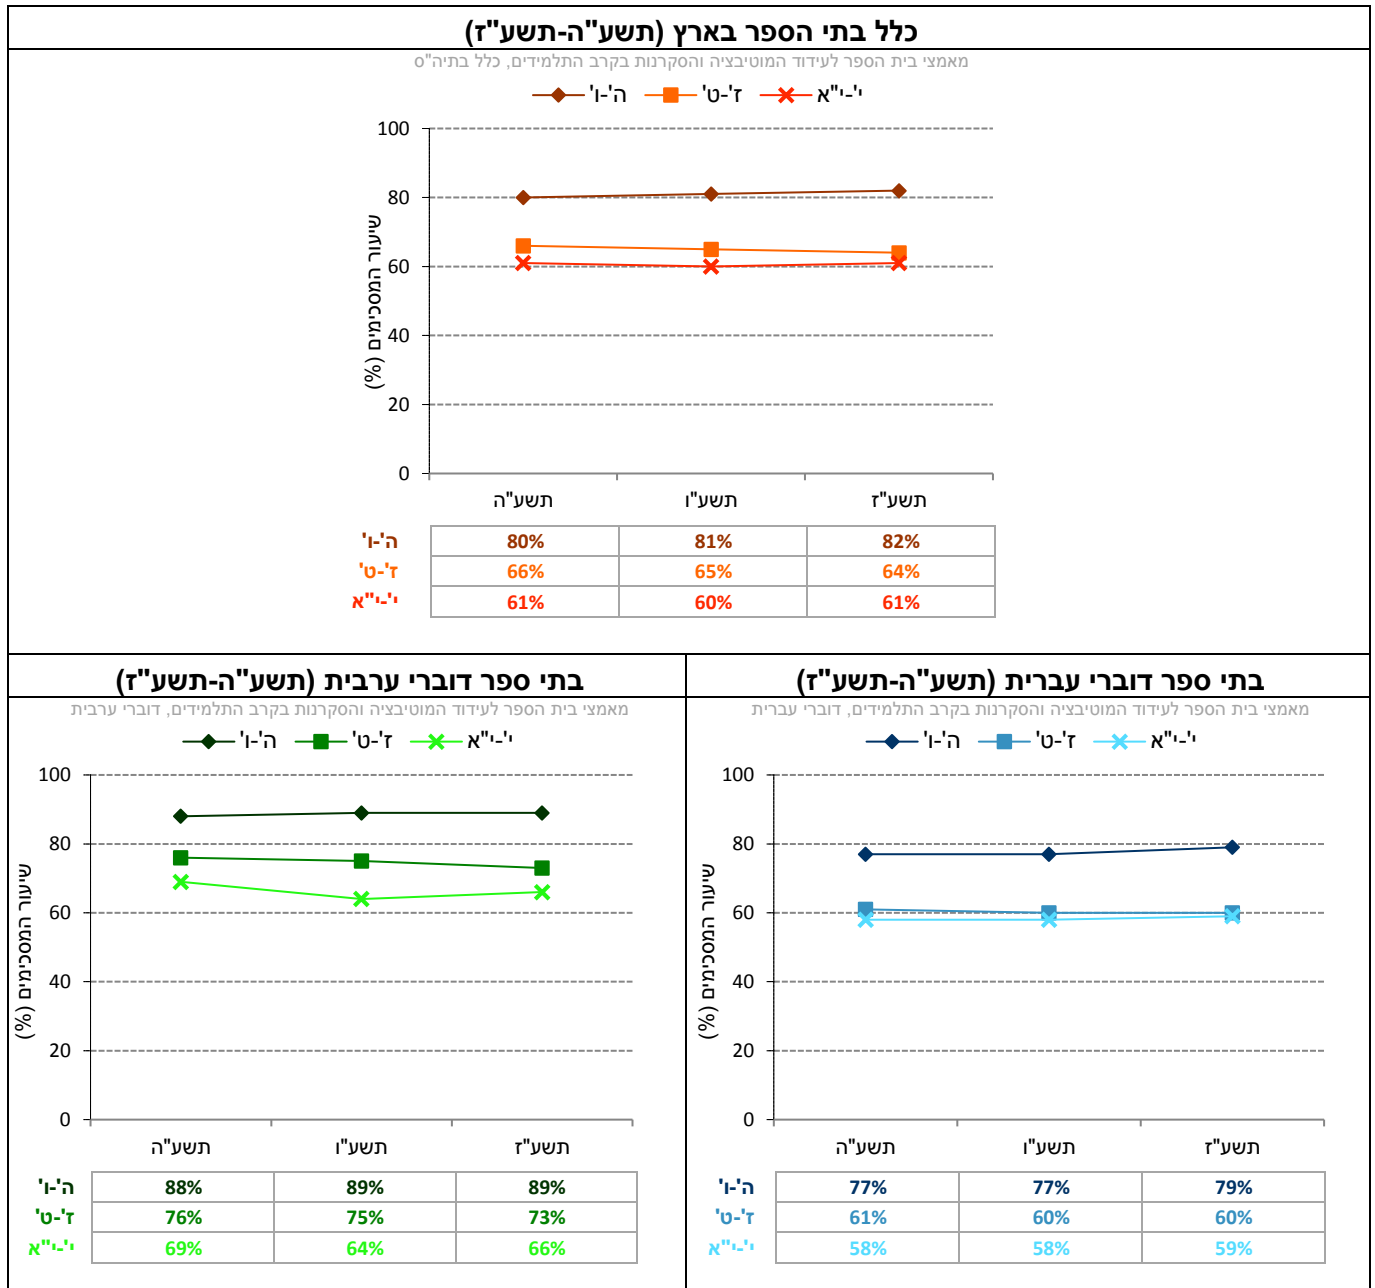 כלל בתי הספר בארץ (תשע"ה-תשע"ז)
מאמצי בית הספר לעידוד המוטיבציה והסקרנות בקרב התלמידים, כלל בתיה"ס
ה'-ו' ז'-ט' י'-י"א
שיעור המסכימים (%)
100
80
60
40
20
0
תשע"ה תשע"ו תשע"ז
ה'-ו' 80% 81% 82%
ז'-ט' 66% 65% 64%
י'-י"א 61% 60% 61%
בתי ספר דוברי עברית (תשע"ה-תשע"ז)
מאמצי בית הספר לעידוד המוטיבציה והסקרנות בקרב התלמידים, דוברי עברית
ה'-ו' ז'-ט' י'-י"א
שיעור המסכימים (%)
100
80
60
40
20
0
תשע"ה תשע"ו תשע"ז
ה'-ו' 77% 77% 79%
ז'-ט' 61% 60% 60%
י'-י"א 58% 58% 59%
בתי ספר דוברי ערבית (תשע"ה-תשע"ז)
מאמצי בית הספר לעידוד המוטיבציה והסקרנות בקרב התלמידים, דוברי ערבית
ה'-ו' ז'-ט' י'-י"א
שיעור המסכימים (%)
100
80
60
40
20
0
תשע"ה תשע"ו תשע"ז
ה'-ו' 88% 89% 89%
ז'-ט' 76% 75% 73%
י'-י"א 69% 64% 66%